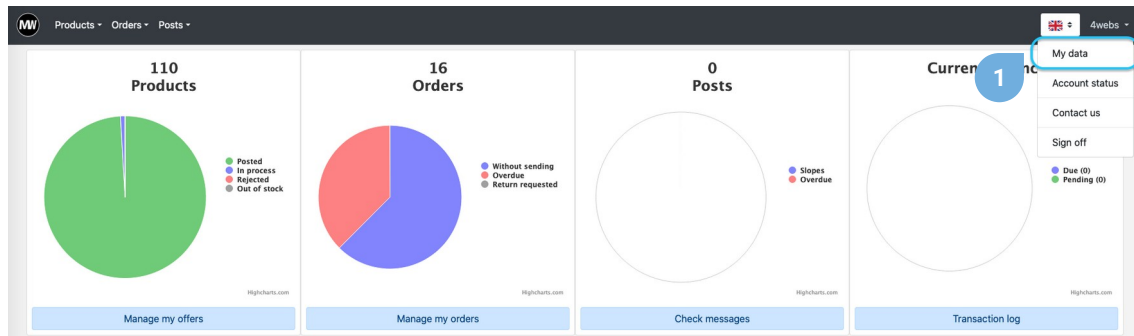 MW Products Orders Posts 4webs
My data
Account status
Contact us
Sign off
1
110
Products
Posted
In process
Rejected
Out of stock
Highcharts.com
Manage my offers
16
Orders
Without sending
Overdue
Return requested
Highcharts.com
Manage my orders
0
Posts
Slopes
Overdue
Highcharts.com
Check messages
Due (0)
Pending (0)
Highcharts.com
Transaction log